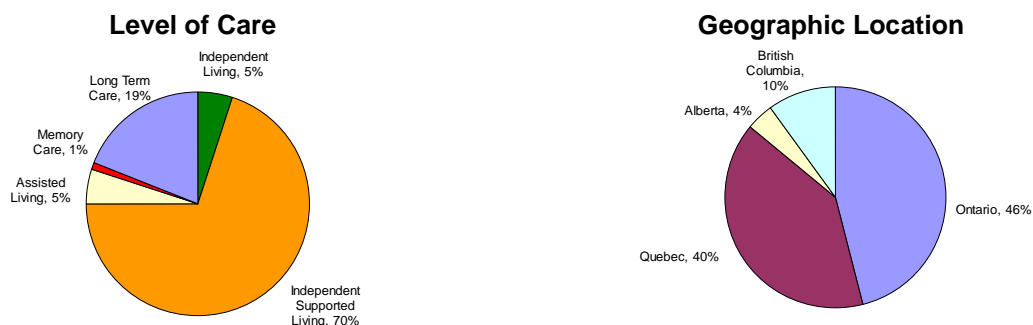 Level of Care
Independent
Living, 5%
Long Term
Care, 19%
Memory
Care, 1%
Assisted
Living, 5%
Independent
Supported
Living, 70%
Geographic Location
British
Columbia,
10%
Alberta, 4%
Ontario, 46%
Quebec, 40%